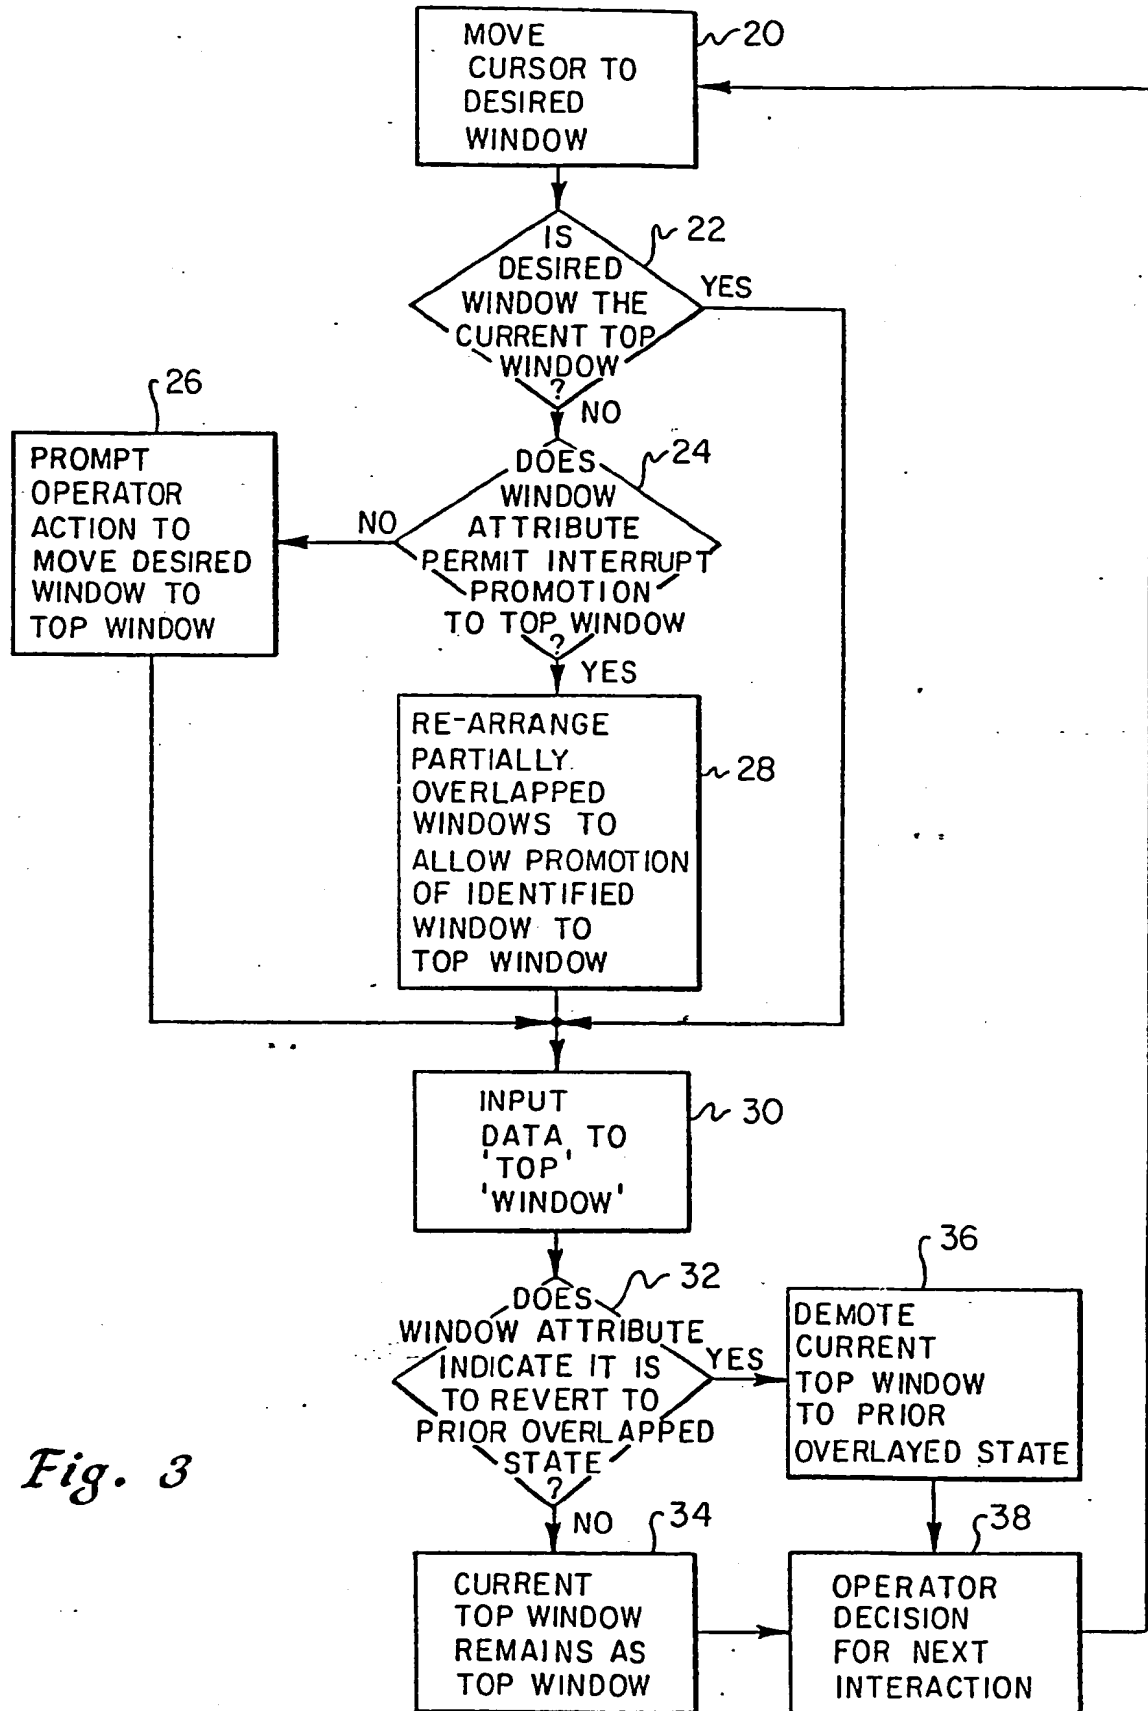 MOVE
CURSOR TO
DESIRED
WINDOW
20
IS
DESIRED
WINDOW THE
CURRENT TOP
WINDOW
?
22
YES
NO
DOES
WINDOW
ATTRIBUTE
PERMIT INTERRUPT
PROMOTION
TO TOP WINDOW
?
24
NO
YES
26
PROMPT
OPERATOR
ACTION TO
MOVE DESIRED
WINDOW TO
TOP WINDOW
RE-ARRANGE
PARTIALLY
OVERLAPPED
WINDOWS TO
ALLOW PROMOTION
OF IDENTIFIED
WINDOW TO
TOP WINDOW
28
INPUT
DATA TO
'TOP'
'WINDOW'
30
DOES
WINDOW ATTRIBUTE
INDICATE IT IS
TO REVERT TO
PRIOR OVERLAPPED
STATE
?
32
YES
NO
36
DEMOTE
CURRENT
TOP WINDOW
TO PRIOR
OVERLAYED STATE
34
CURRENT
TOP WINDOW
REMAINS AS
TOP WINDOW
38
OPERATOR
DECISION
FOR NEXT
INTERACTION
Fig. 3